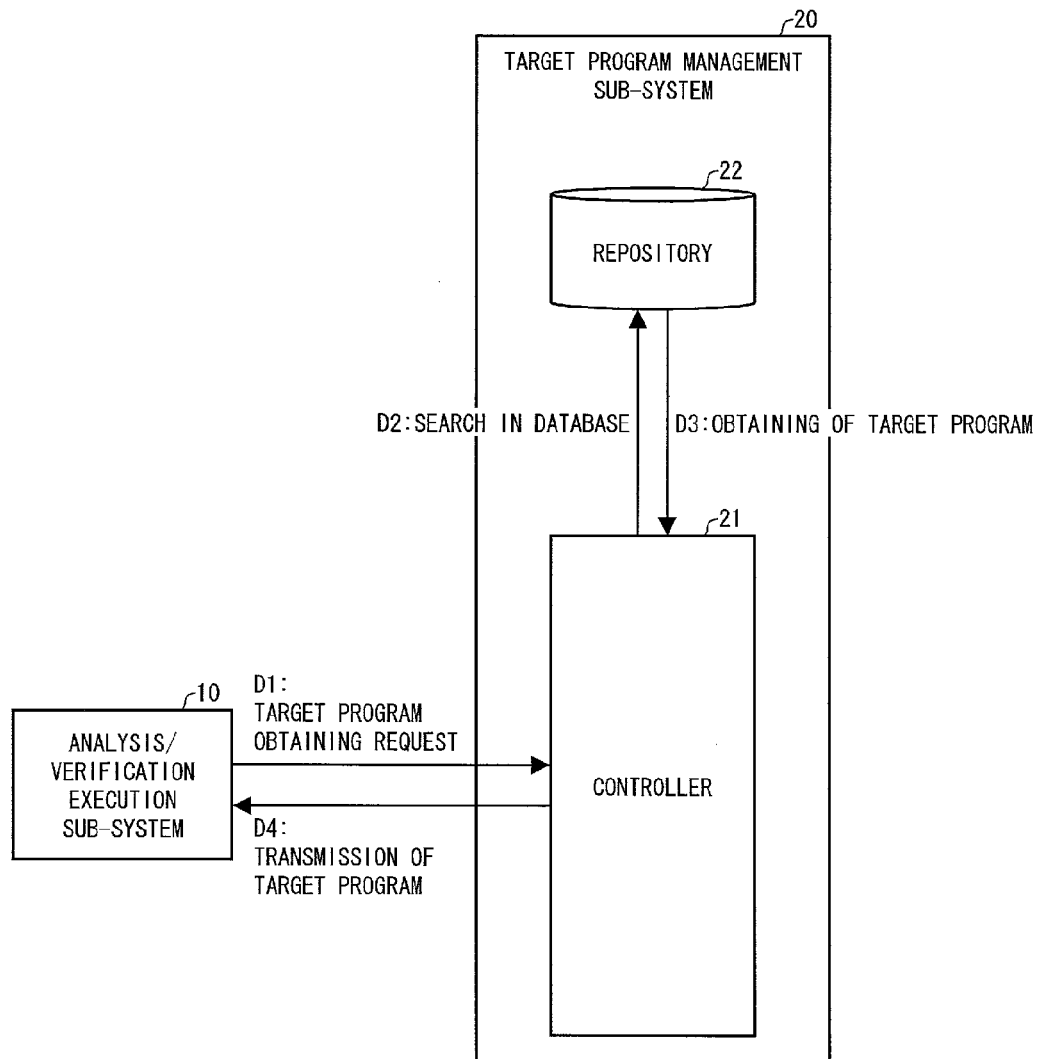 20
TARGET PROGRAM MANAGEMENT
SUB-SYSTEM
22
REPOSITORY
D2:SEARCH IN DATABASE
D3:OBTAINING OF TARGET PROGRAM
21
CONTROLLER
10
ANALYSIS/
VERIFICATION
EXECUTION
SUB-SYSTEM
D1:
TARGET PROGRAM
OBTAINING REQUEST
D4:
TRANSMISSION OF
TARGET PROGRAM